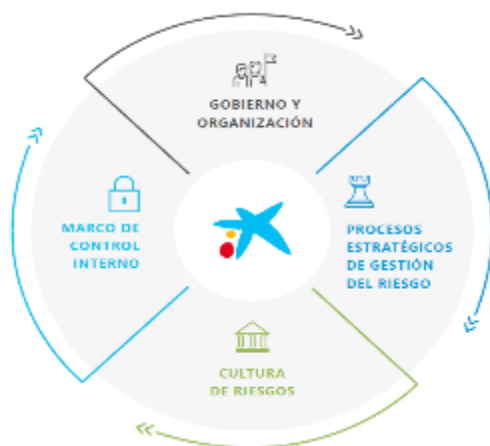 GOBIERNO Y
ORGANIZACIÓN
MARCO DE
CONTROL
INTERNO
PROCESOS
ESTRATÉGICOS
DE GESTIÓN
DEL RIESGO
CULTURA
DE RIESGOS